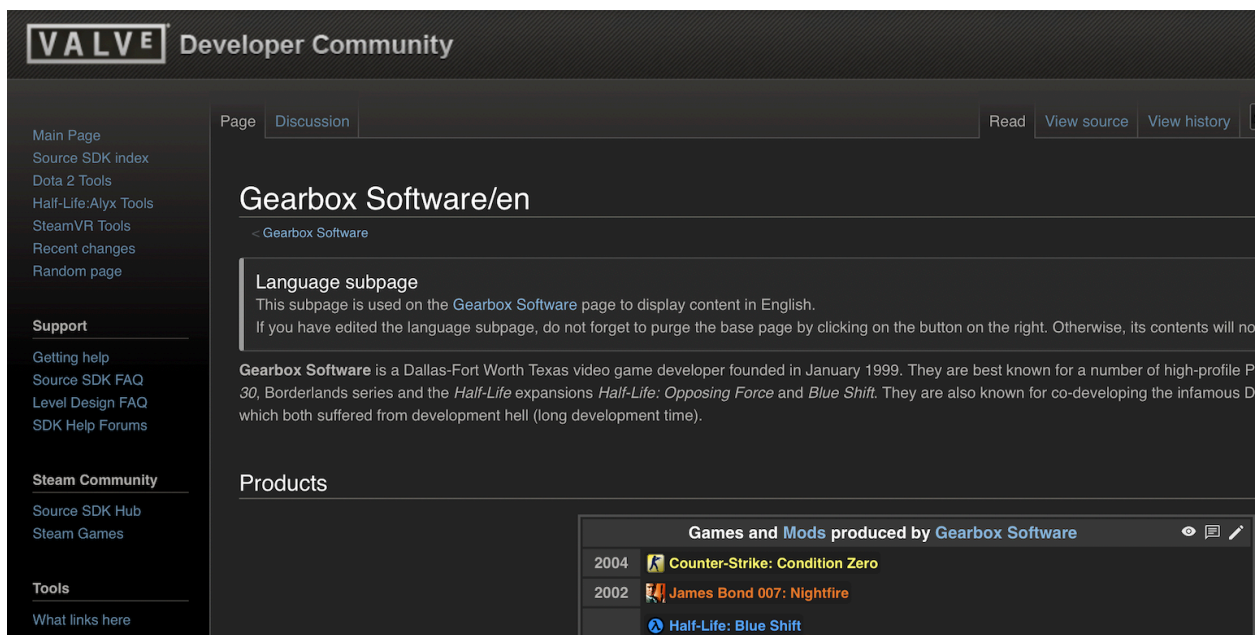 VALVE Developer Community
Main Page
Source SDK index
Dota 2 Tools
Half-Life:Alyx Tools
SteamVR Tools
Recent changes
Random page
Support
Getting help
Source SDK FAQ
Level Design FAQ
SDK Help Forums
Steam Community
Source SDK Hub
Steam Games
Tools
What links here
Page Discussion
Read View source View history
Gearbox Software/en
< Gearbox Software
Language subpage
This subpage is used on the Gearbox Software page to display content in English.
If you have edited the language subpage, do not forget to purge the base page by clicking on the button on the right. Otherwise, its contents will
Gearbox Software is a Dallas-Fort Worth Texas video game developer founded in January 1999. They are best known for a number of high-profile
30, Borderlands series and the Half-Life expansions Half-Life: Opposing Force and Blue Shift. They are also known for co-developing the infamous
which both suffered from development hell (long development time).
Products
Games and Mods produced by Gearbox Software
2004 Counter-Strike: Condition Zero
2002 James Bond 007: Nightfire
Half-Life: Blue Shift